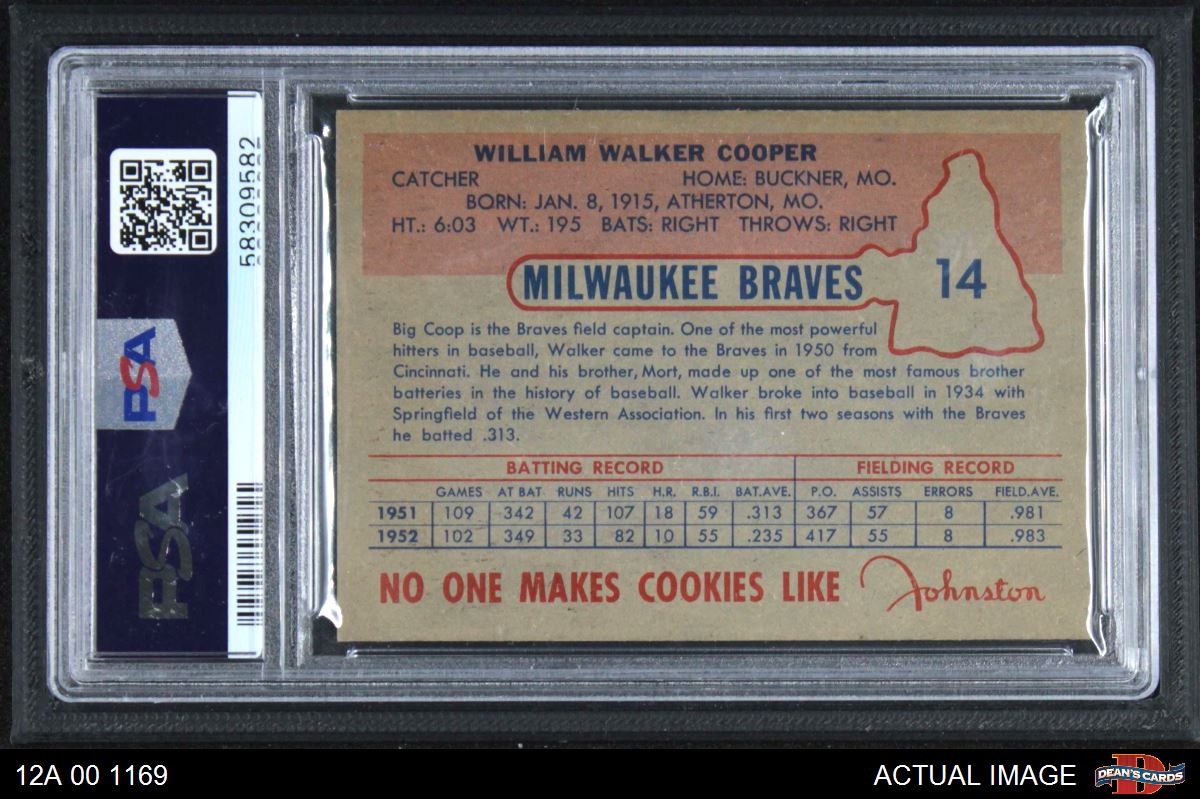 58309582
PSA
PSA
WILLIAM WALKER COOPER
CATCHER HOME: BUCKNER, MO.
BORN: JAN. 8, 1915, ATHERTON, MO.
HT.: 6:03 WT.: 195 BATS: RIGHT THROWS: RIGHT
MILWAUKEE BRAVES
14
Big Coop is the Braves field captain. One of the most powerful
hitters in baseball, Walker came to the Braves in 1950 from
Cincinnati. He and his brother, Mort, made up one of the most famous brother
batteries in the history of baseball. Walker broke into baseball in 1934 with
Springfield of the Western Association. In his first two seasons with the Braves
he batted .313.
BATTING RECORD FIELDING RECORD
GAMES AT BAT RUNS HITS H.R. R.B.I. BAT.AVE. P.O. ASSISTS ERRORS FIELD.AVE.
1951 109 342 42 107 18 59 .313 367 57 8 .981
1952 102 349 33 82 10 55 .235 417 55 8 .983
NO ONE MAKES COOKIES LIKE Johnston
12A 00 1169
ACTUAL IMAGE
DEAN'S CARDS